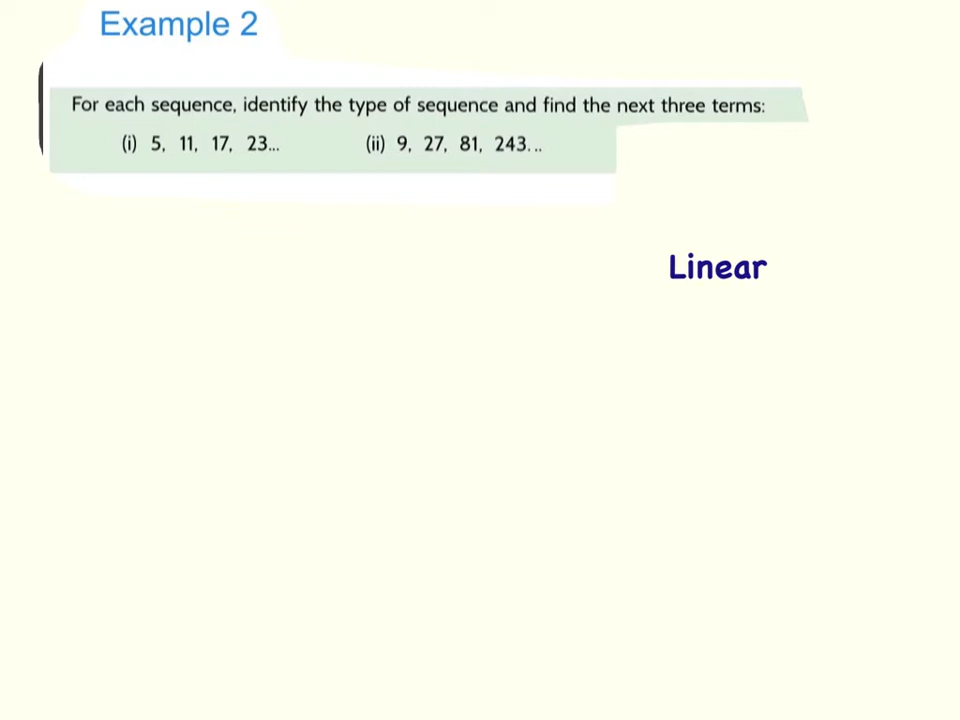 Example 2
For each sequence, identify the type of sequence and find the next three terms:
(i) 5, 11, 17, 23... (ii) 9, 27, 81, 243...
Linear